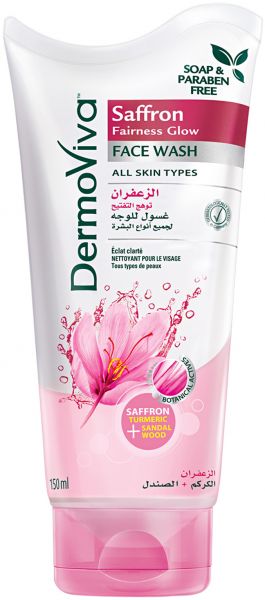 SOAP &
PARABEN
FREE
DermoViva
Saffron
Fairness Glow
FACE WASH
ALL SKIN TYPES
الزعفران
توهج التفتيح
غسول للوجه
لجميع أنواع البشرة
Éclat clarté
NETTOYANT POUR LE VISAGE
Tous types de peaux
BOTANICAL ACTIVES
SAFFRON
TURMERIC
+ SANDAL
WOOD
الزعفران
الكركم + الصندل
150 ml